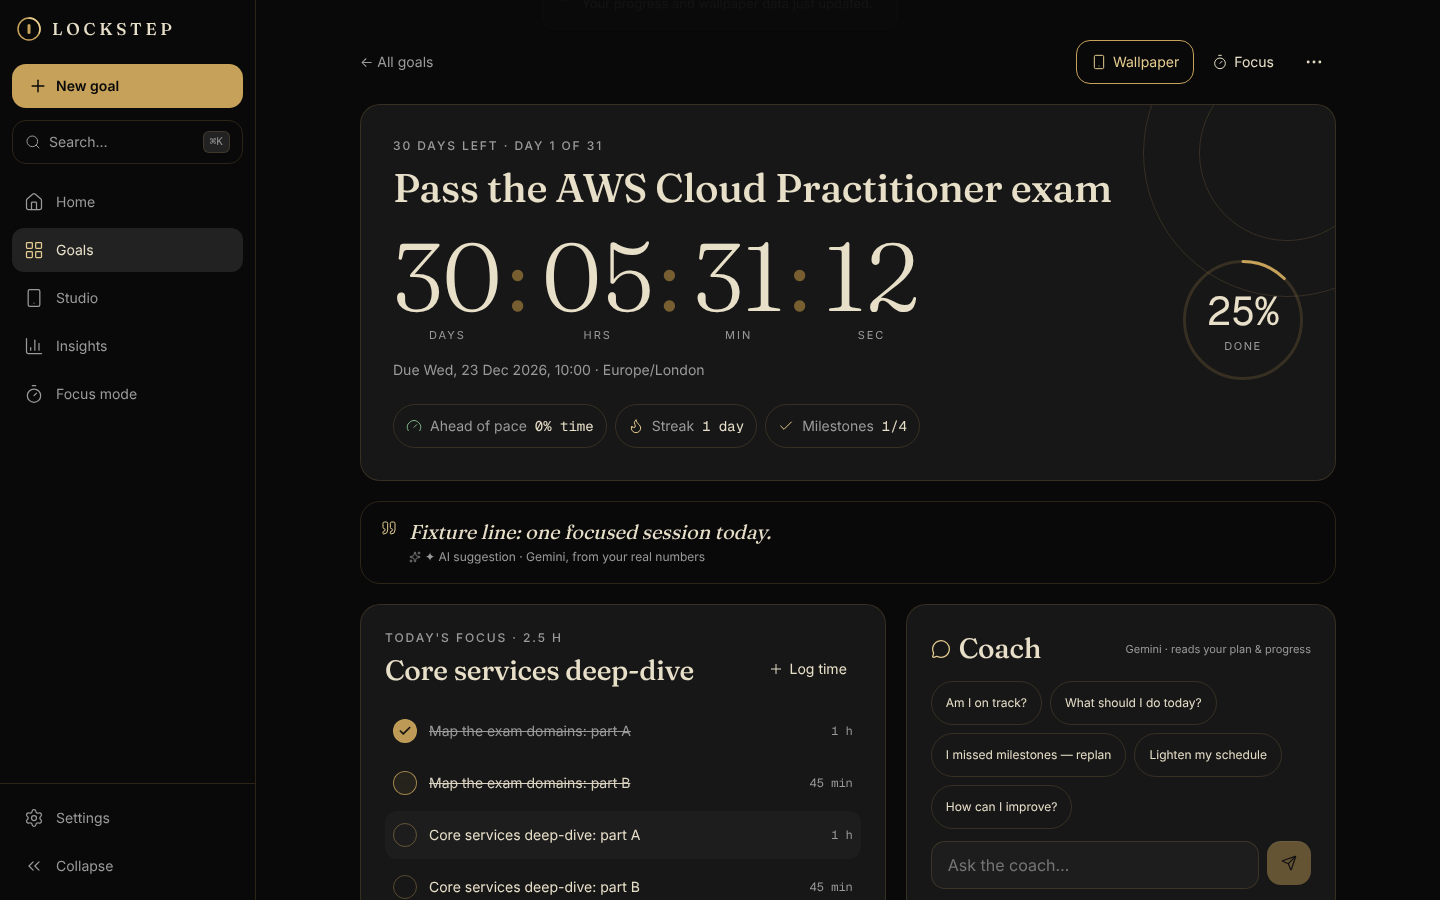 LOCKSTEP
New goal
Search...
⌘K
Home
Goals
Studio
Insights
Focus mode
Settings
Collapse
Your progress and wallpaper data just updated.
← All goals
Wallpaper
Focus
30 DAYS LEFT · DAY 1 OF 31
Pass the AWS Cloud Practitioner exam
30 : 05 : 31 : 12
DAYS HRS MIN SEC
25%
DONE
Due Wed, 23 Dec 2026, 10:00 · Europe/London
Ahead of pace 0% time
Streak 1 day
Milestones 1/4
Fixture line: one focused session today.
✦ AI suggestion · Gemini, from your real numbers
TODAY'S FOCUS · 2.5 H
Core services deep-dive
+ Log time
Map the exam domains: part A 1 h
Map the exam domains: part B 45 min
Core services deep-dive: part A 1 h
Core services deep-dive: part B 45 min
Coach
Gemini · reads your plan & progress
Am I on track?
What should I do today?
I missed milestones — replan
Lighten my schedule
How can I improve?
Ask the coach...